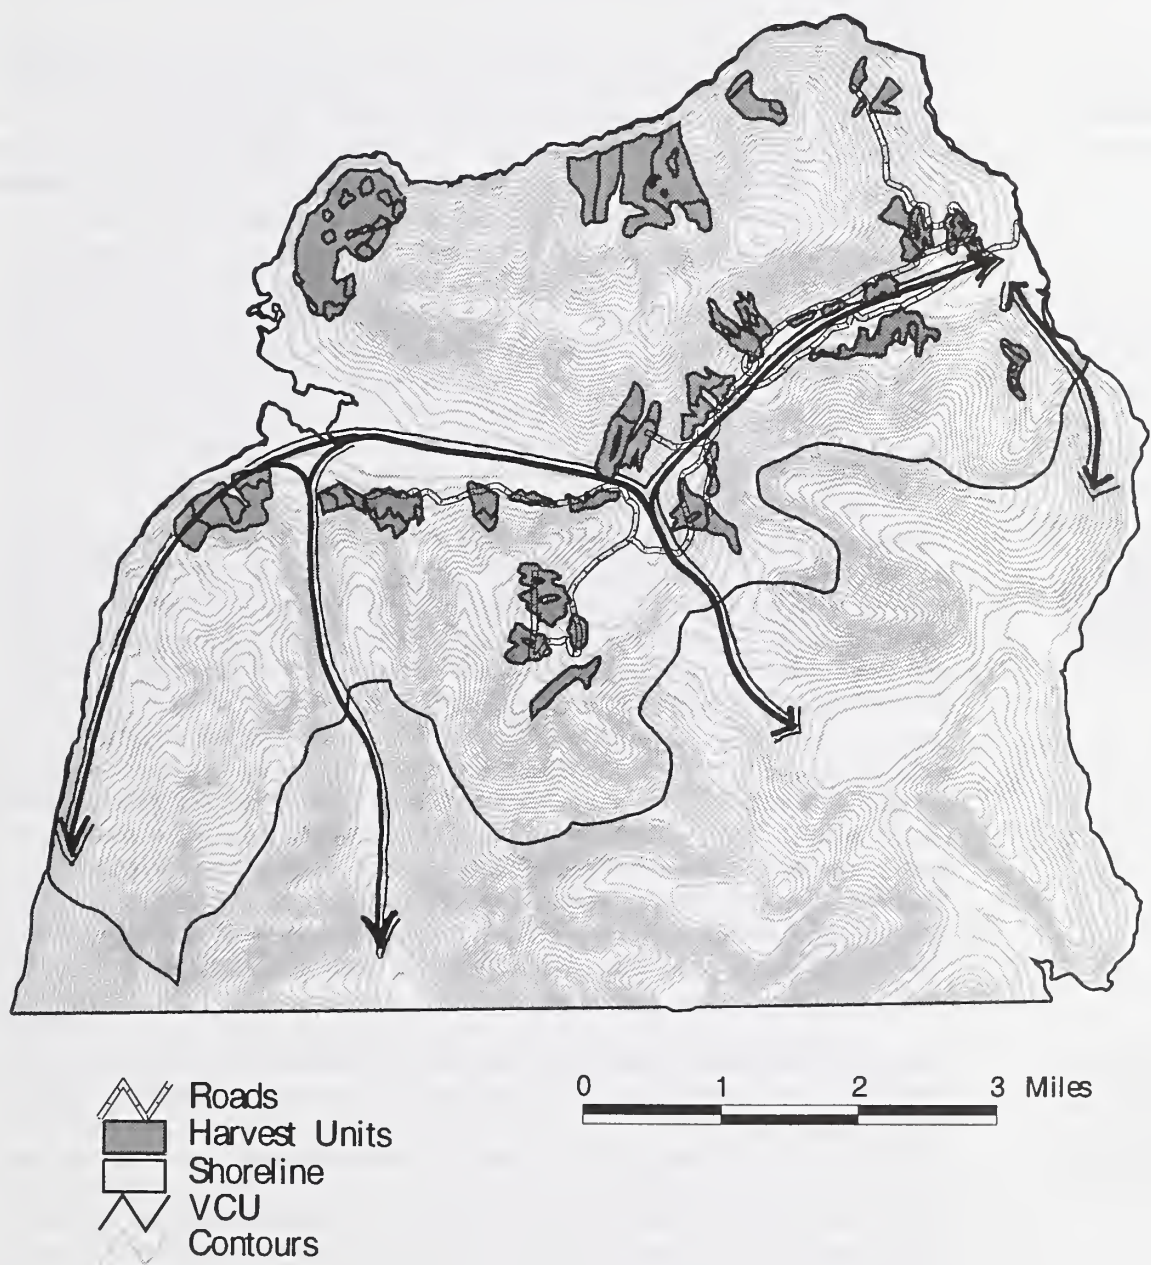 Roads
Harvest Units
Shoreline
VCU
Contours
0 1 2 3 Miles